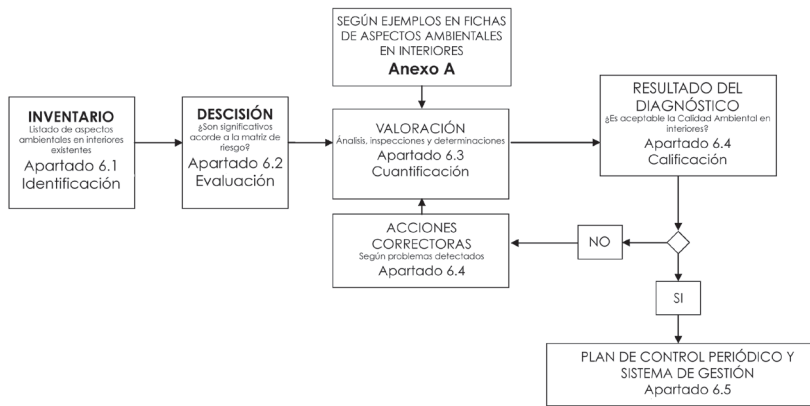 SEGÚN EJEMPLOS EN FICHAS
DE ASPECTOS AMBIENTALES
EN INTERIORES
Anexo A
INVENTARIO
Listado de aspectos
ambientales en interiores
existentes
Apartado 6.1
Identificación
DESCISIÓN
¿Son significativos
acorde a la matriz de
riesgo?
Apartado 6.2
Evaluación
VALORACIÓN
Ánalisis, inspecciones y determinaciones
Apartado 6.3
Cuantificación
RESULTADO DEL
DIAGNÓSTICO
¿Es aceptable la Calidad Ambiental en
interiores?
Apartado 6.4
Calificación
ACCIONES
CORRECTORAS
Según problemas detectados
Apartado 6.4
NO
SI
PLAN DE CONTROL PERIÓDICO Y
SISTEMA DE GESTIÓN
Apartado 6.5